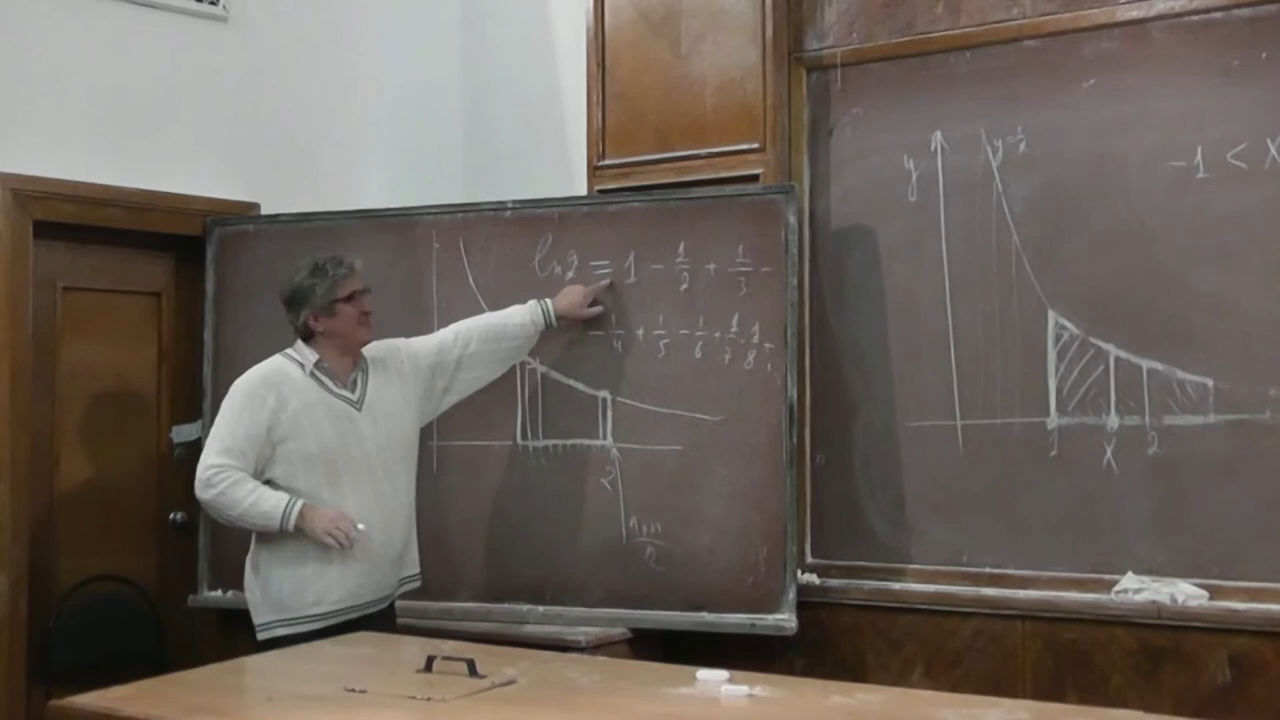 ln2 = 1 - 1/2 + 1/3 -
- 1/4 + 1/5 - 1/6 + 1/7 - 1/8 +
2
n+n/n
y
y = 1/x
-1 < x
1 x 2